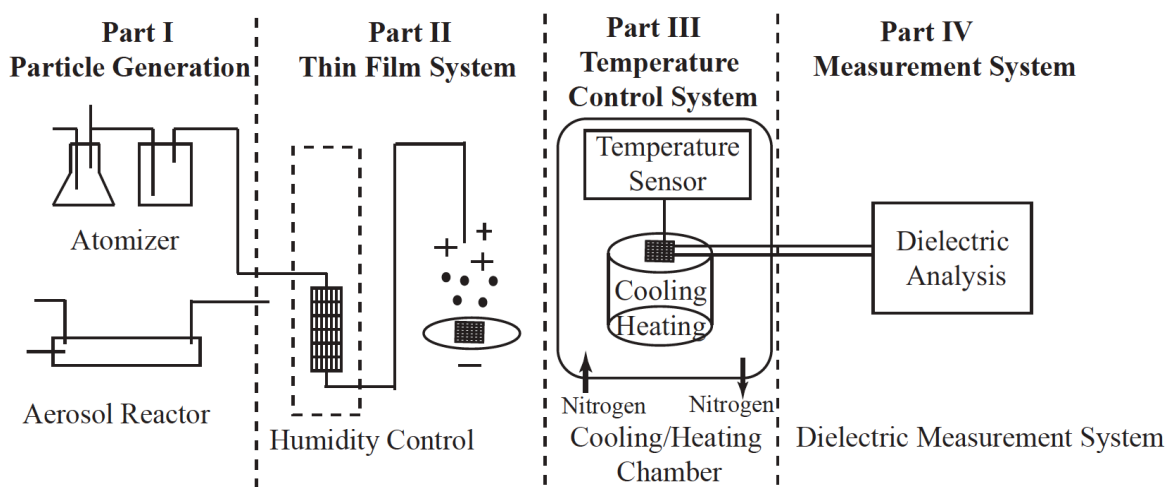 Part I
Particle Generation
Atomizer
Aerosol Reactor
Part II
Thin Film System
+
+
+
−
Humidity Control
Part III
Temperature
Control System
Temperature
Sensor
Cooling
Heating
Nitrogen
Nitrogen
Cooling/Heating
Chamber
Part IV
Measurement System
Dielectric
Analysis
Dielectric Measurement System